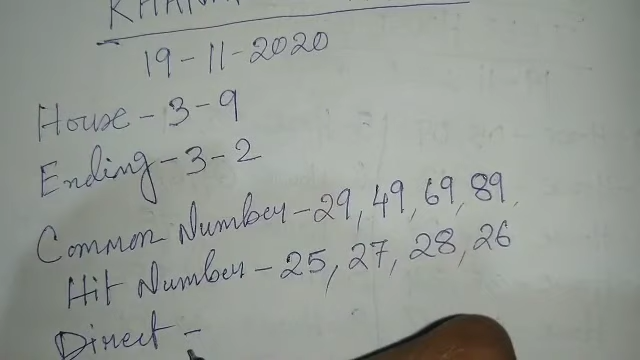 19-11-2020
House - 3-9
Ending - 3-2
Common Number - 29, 49, 69, 89,
Hit Number - 25, 27, 28, 26
Direct -